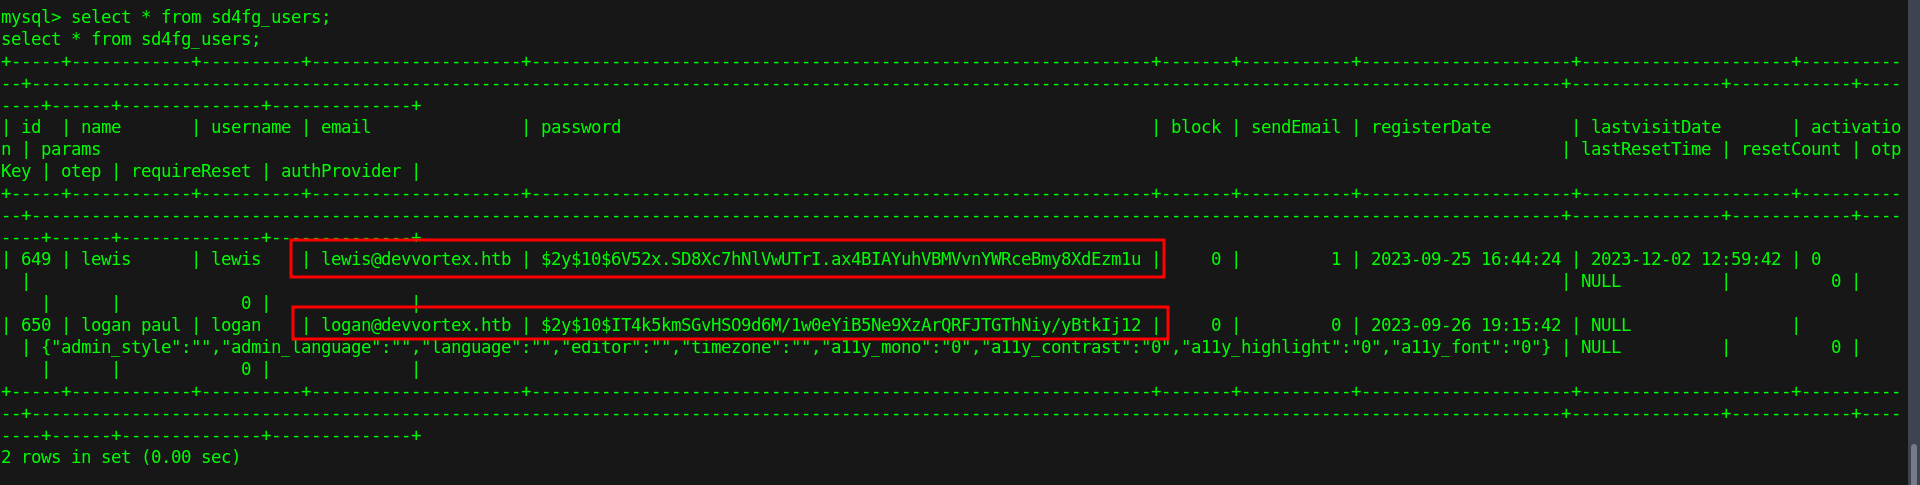 mysql> select * from sd4fg_users;
select * from sd4fg_users;
+-----+------------+----------+---------------------+--------------------------------------------------------------+-------+-----------+---------------------+---------------------+----------
--+---------------------------------------------------------------------------------------------------------------------------------------------------------+---------------+------------+----
----+------+--------------+--------------+
| id  | name       | username | email               | password                                                     | block | sendEmail | registerDate        | lastvisitDate       | activatio
n | params                                                                                                                                                  | lastResetTime | resetCount | otp
Key | otep | requireReset | authProvider |
+-----+------------+----------+---------------------+--------------------------------------------------------------+-------+-----------+---------------------+---------------------+----------
--+---------------------------------------------------------------------------------------------------------------------------------------------------------+---------------+------------+----
----+------+--------------+--------------+
| 649 | lewis      | lewis    | lewis@devvortex.htb | $2y$10$6V52x.SD8Xc7hNlVwUTrI.ax4BIAYuhVBMVvnYWRceBmy8XdEzm1u |     0 |         1 | 2023-09-25 16:44:24 | 2023-12-02 12:59:42 | 0
  |                                                                                                                                                         | NULL          |          0 |
    |      |            0 |              |
| 650 | logan paul | logan    | logan@devvortex.htb | $2y$10$IT4k5kmSGvHSO9d6M/1w0eYiB5Ne9XzArQRFJTGThNiy/yBtkIj12 |     0 |         0 | 2023-09-26 19:15:42 | NULL                |
  | {"admin_style":"","admin_language":"","language":"","editor":"","timezone":"","a11y_mono":"0","a11y_contrast":"0","a11y_highlight":"0","a11y_font":"0"} | NULL          |          0 |
    |      |            0 |              |
+-----+------------+----------+---------------------+--------------------------------------------------------------+-------+-----------+---------------------+---------------------+----------
--+---------------------------------------------------------------------------------------------------------------------------------------------------------+---------------+------------+----
----+------+--------------+--------------+
2 rows in set (0.00 sec)